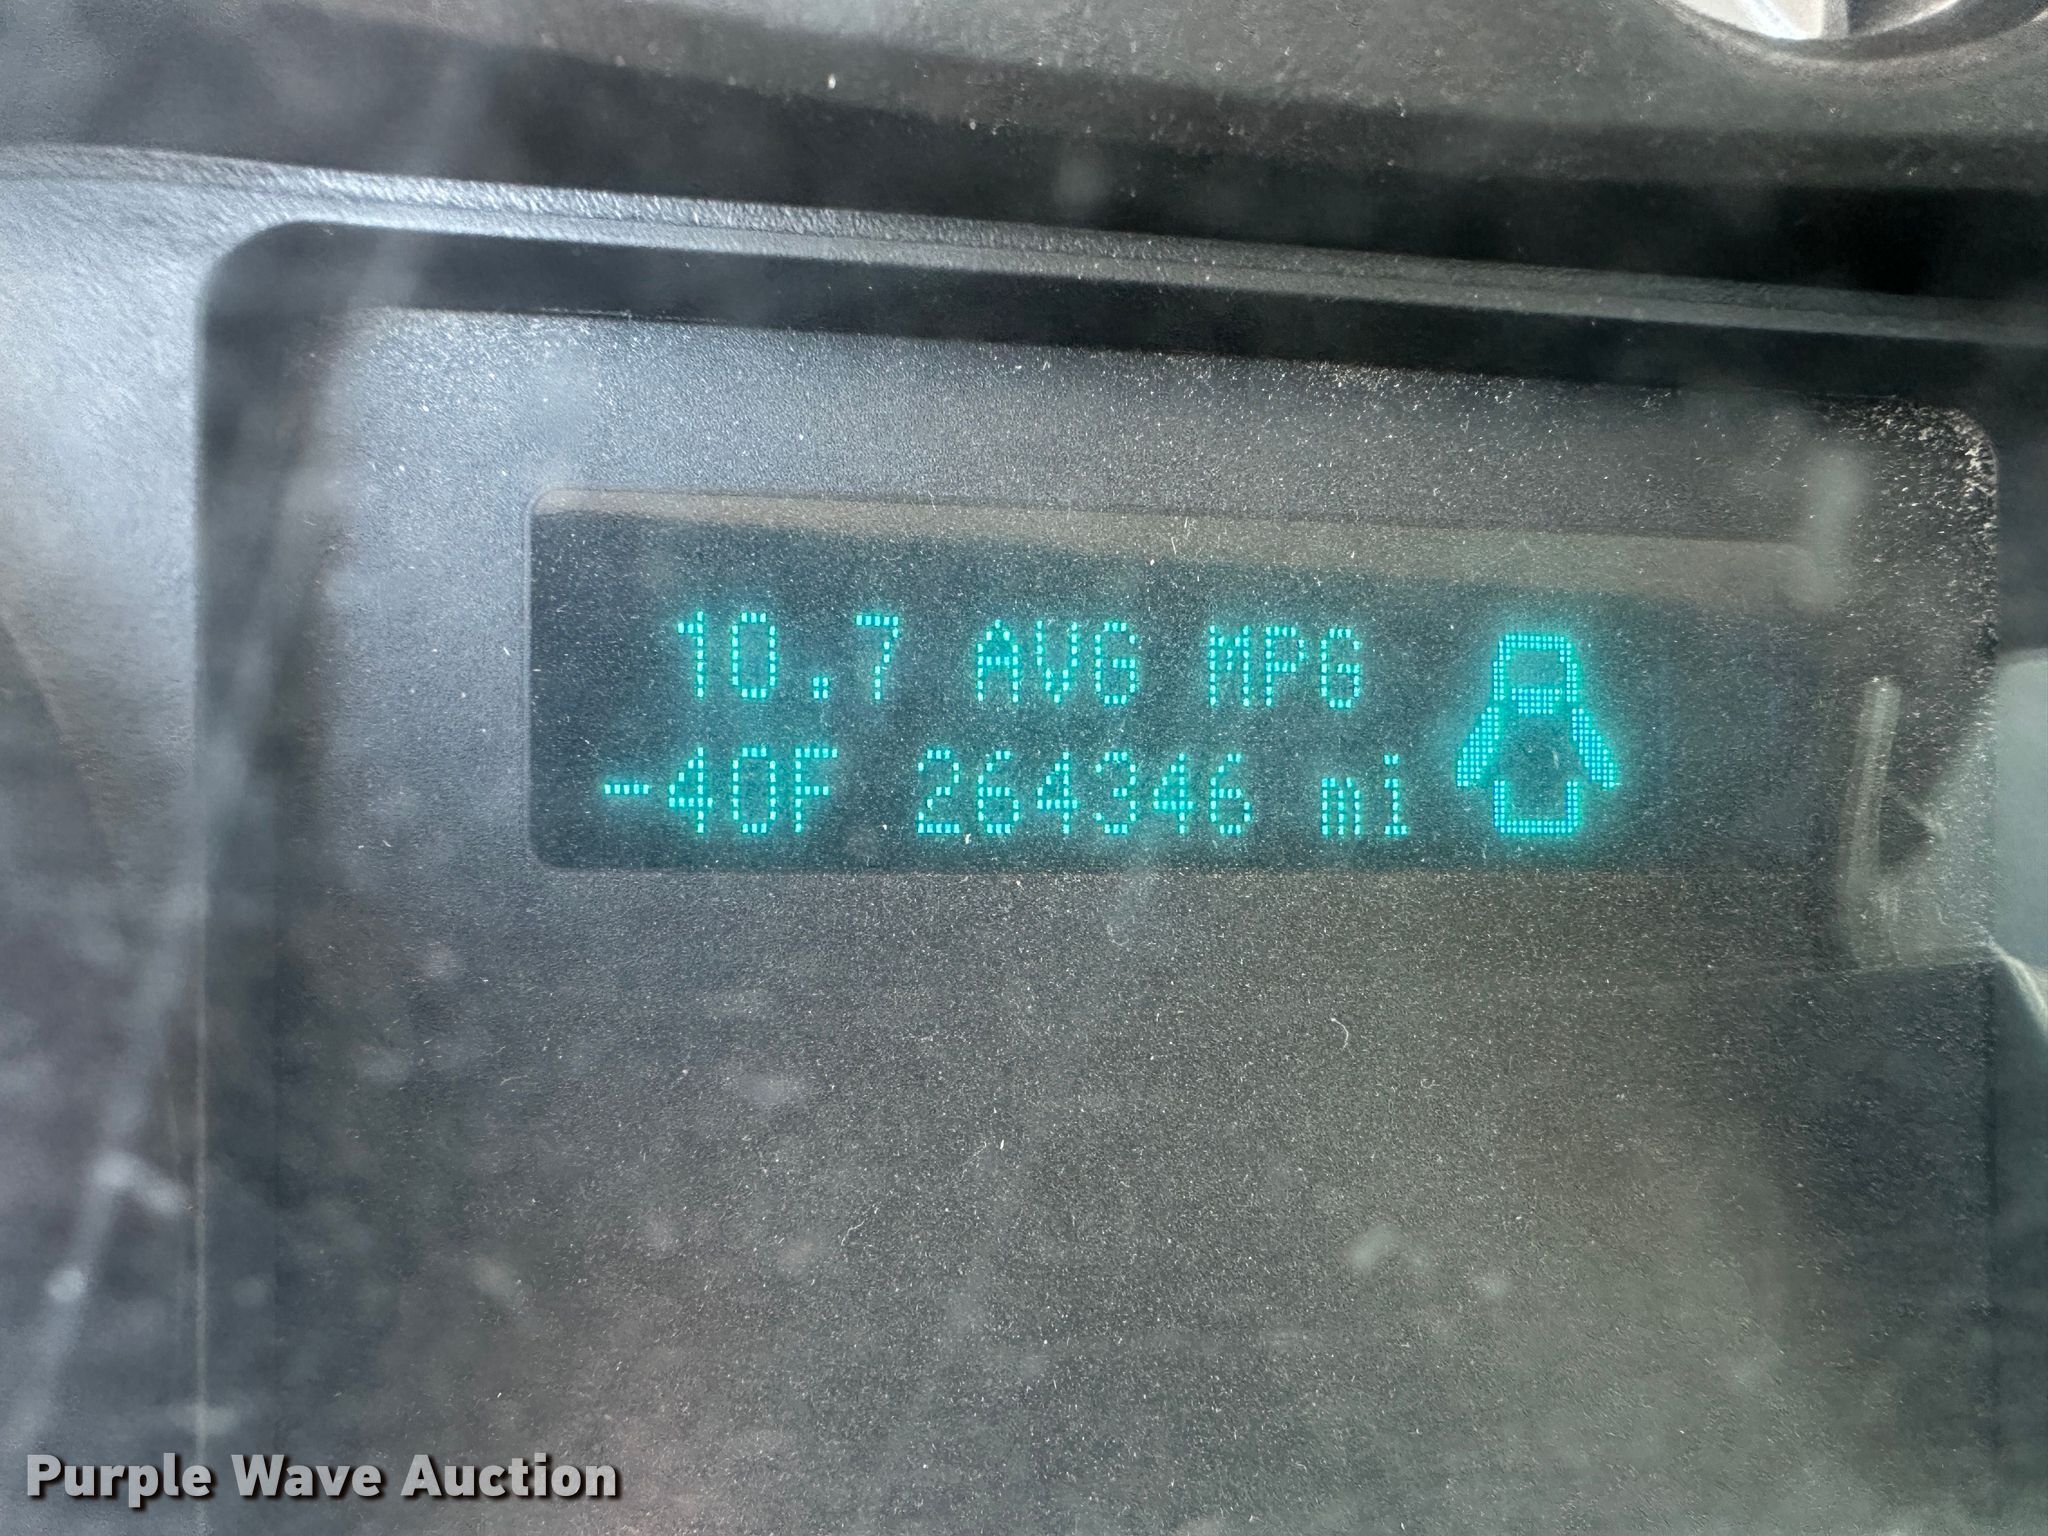 10.7 AVG MPG
-40F 264346 mi
Purple Wave Auction